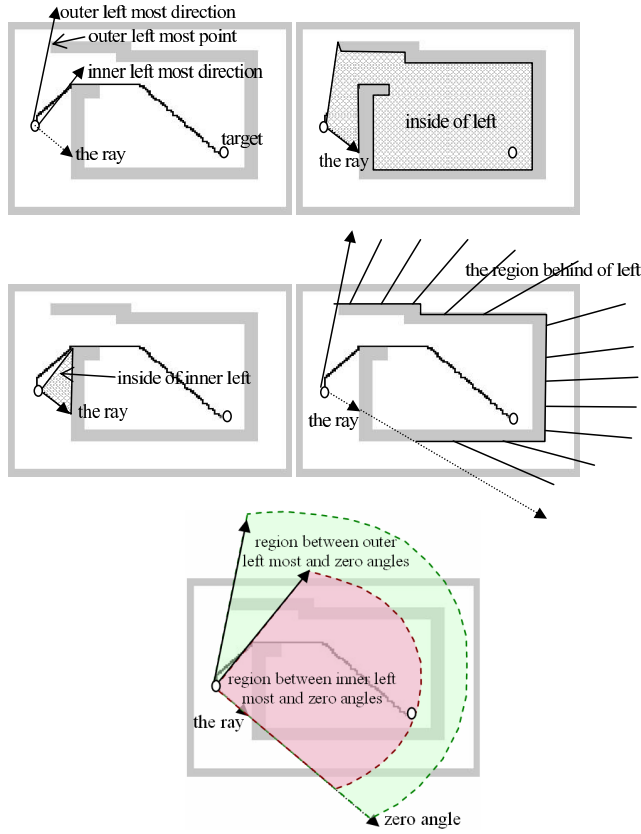 outer left most direction
outer left most point
inner left most direction
target
the ray
inside of left
the ray
the region behind of left
inside of inner left
the ray
the ray
region between outer
left most and zero angles
region between inner left
most and zero angles
the ray
zero angle